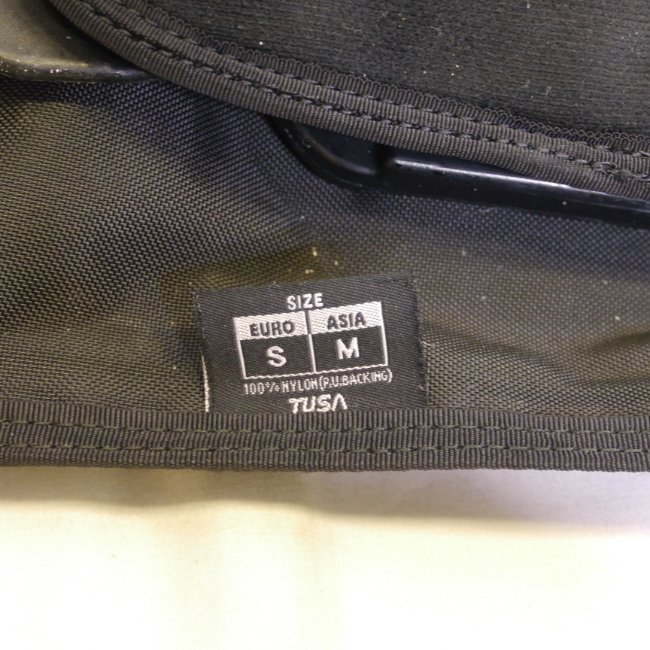 SIZE
EURO ASIA
S M
100% NYLON(P.U.BACKING)
TUSA